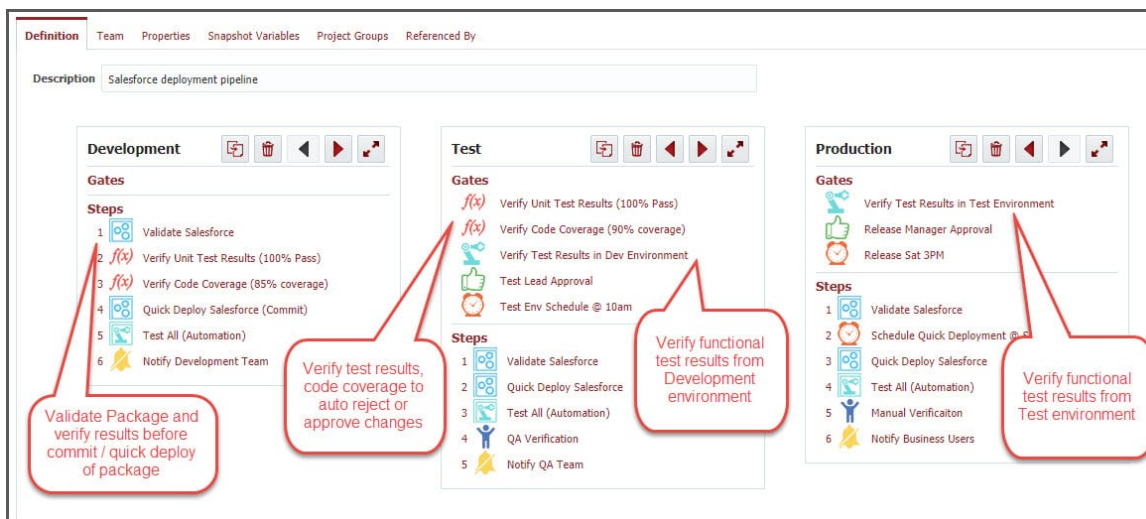 Definition Team Properties Snapshot Variables Project Groups Referenced By
Description Salesforce deployment pipeline
Development
Gates
Steps
1 Validate Salesforce
2 f(x) Verify Unit Test Results (100% Pass)
3 f(x) Verify Code Coverage (85% coverage)
4 Quick Deploy Salesforce (Commit)
5 Test All (Automation)
6 Notify Development Team
Validate Package and
verify results before
commit / quick deploy
of package
Test
Gates
f(x) Verify Unit Test Results (100% Pass)
f(x) Verify Code Coverage (90% coverage)
Verify Test Results in Dev Environment
Test Lead Approval
Test Env Schedule @ 10am
Steps
1 Validate Salesforce
2 Quick Deploy Salesforce
3 Test All (Automation)
4 QA Verification
5 Notify QA Team
Verify test results,
code coverage to
auto reject or
approve changes
Verify functional
test results from
Development
environment
Production
Gates
Verify Test Results in Test Environment
Release Manager Approval
Release Sat 3PM
Steps
1 Validate Salesforce
2 Schedule Quick Deployment @
3 Quick Deploy Salesforce
4 Test All (Automation)
5 Manual Verificaiton
6 Notify Business Users
Verify functional
test results from
Test environment